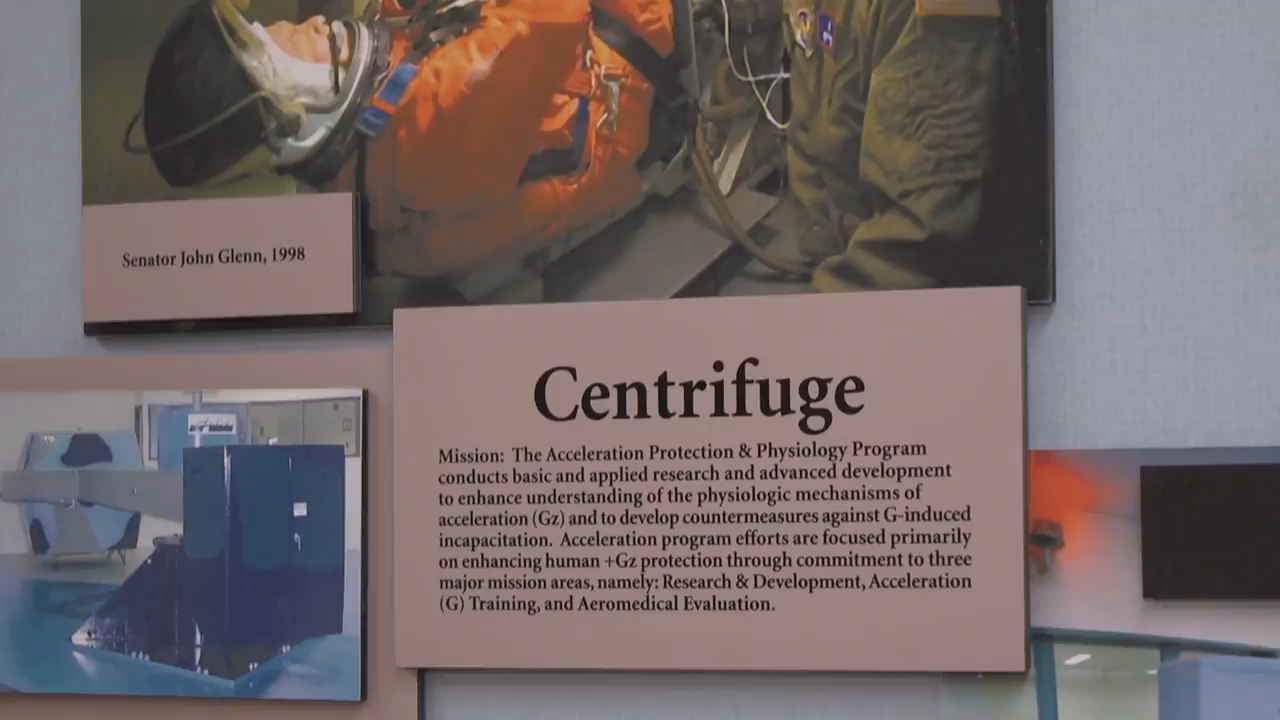 Senator John Glenn, 1998
Centrifuge
Mission: The Acceleration Protection & Physiology Program
conducts basic and applied research and advanced development
to enhance understanding of the physiologic mechanisms of
acceleration (Gz) and to develop countermeasures against G-induced
incapacitation. Acceleration program efforts are focused primarily
on enhancing human +Gz protection through commitment to three
major mission areas, namely: Research & Development, Acceleration
(G) Training, and Aeromedical Evaluation.